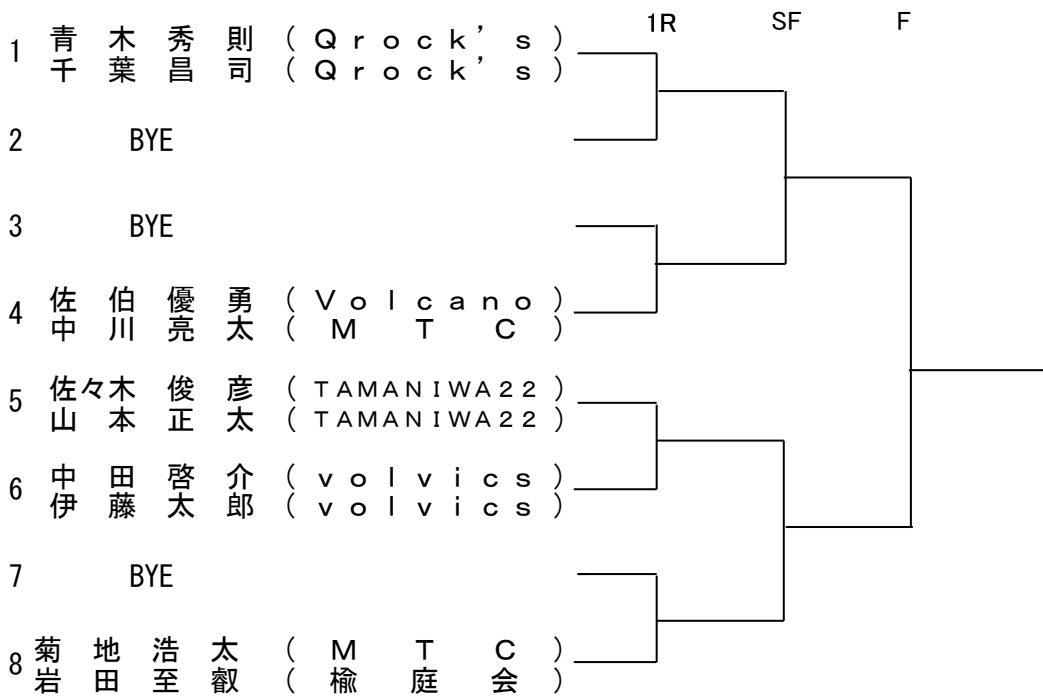 1R SF F
1 青木秀則 (Qrock's)
千葉昌司 (Qrock's)
2 BYE
3 BYE
4 佐伯優勇 (Volcano)
中川亮太 (MTC)
5 佐々木俊彦 (TAMANIWA22)
山本正太 (TAMANIWA22)
6 中田啓介 (volvics)
伊藤太郎 (volvics)
7 BYE
8 菊地浩太 (MTC)
岩田至叡 (楡庭会)